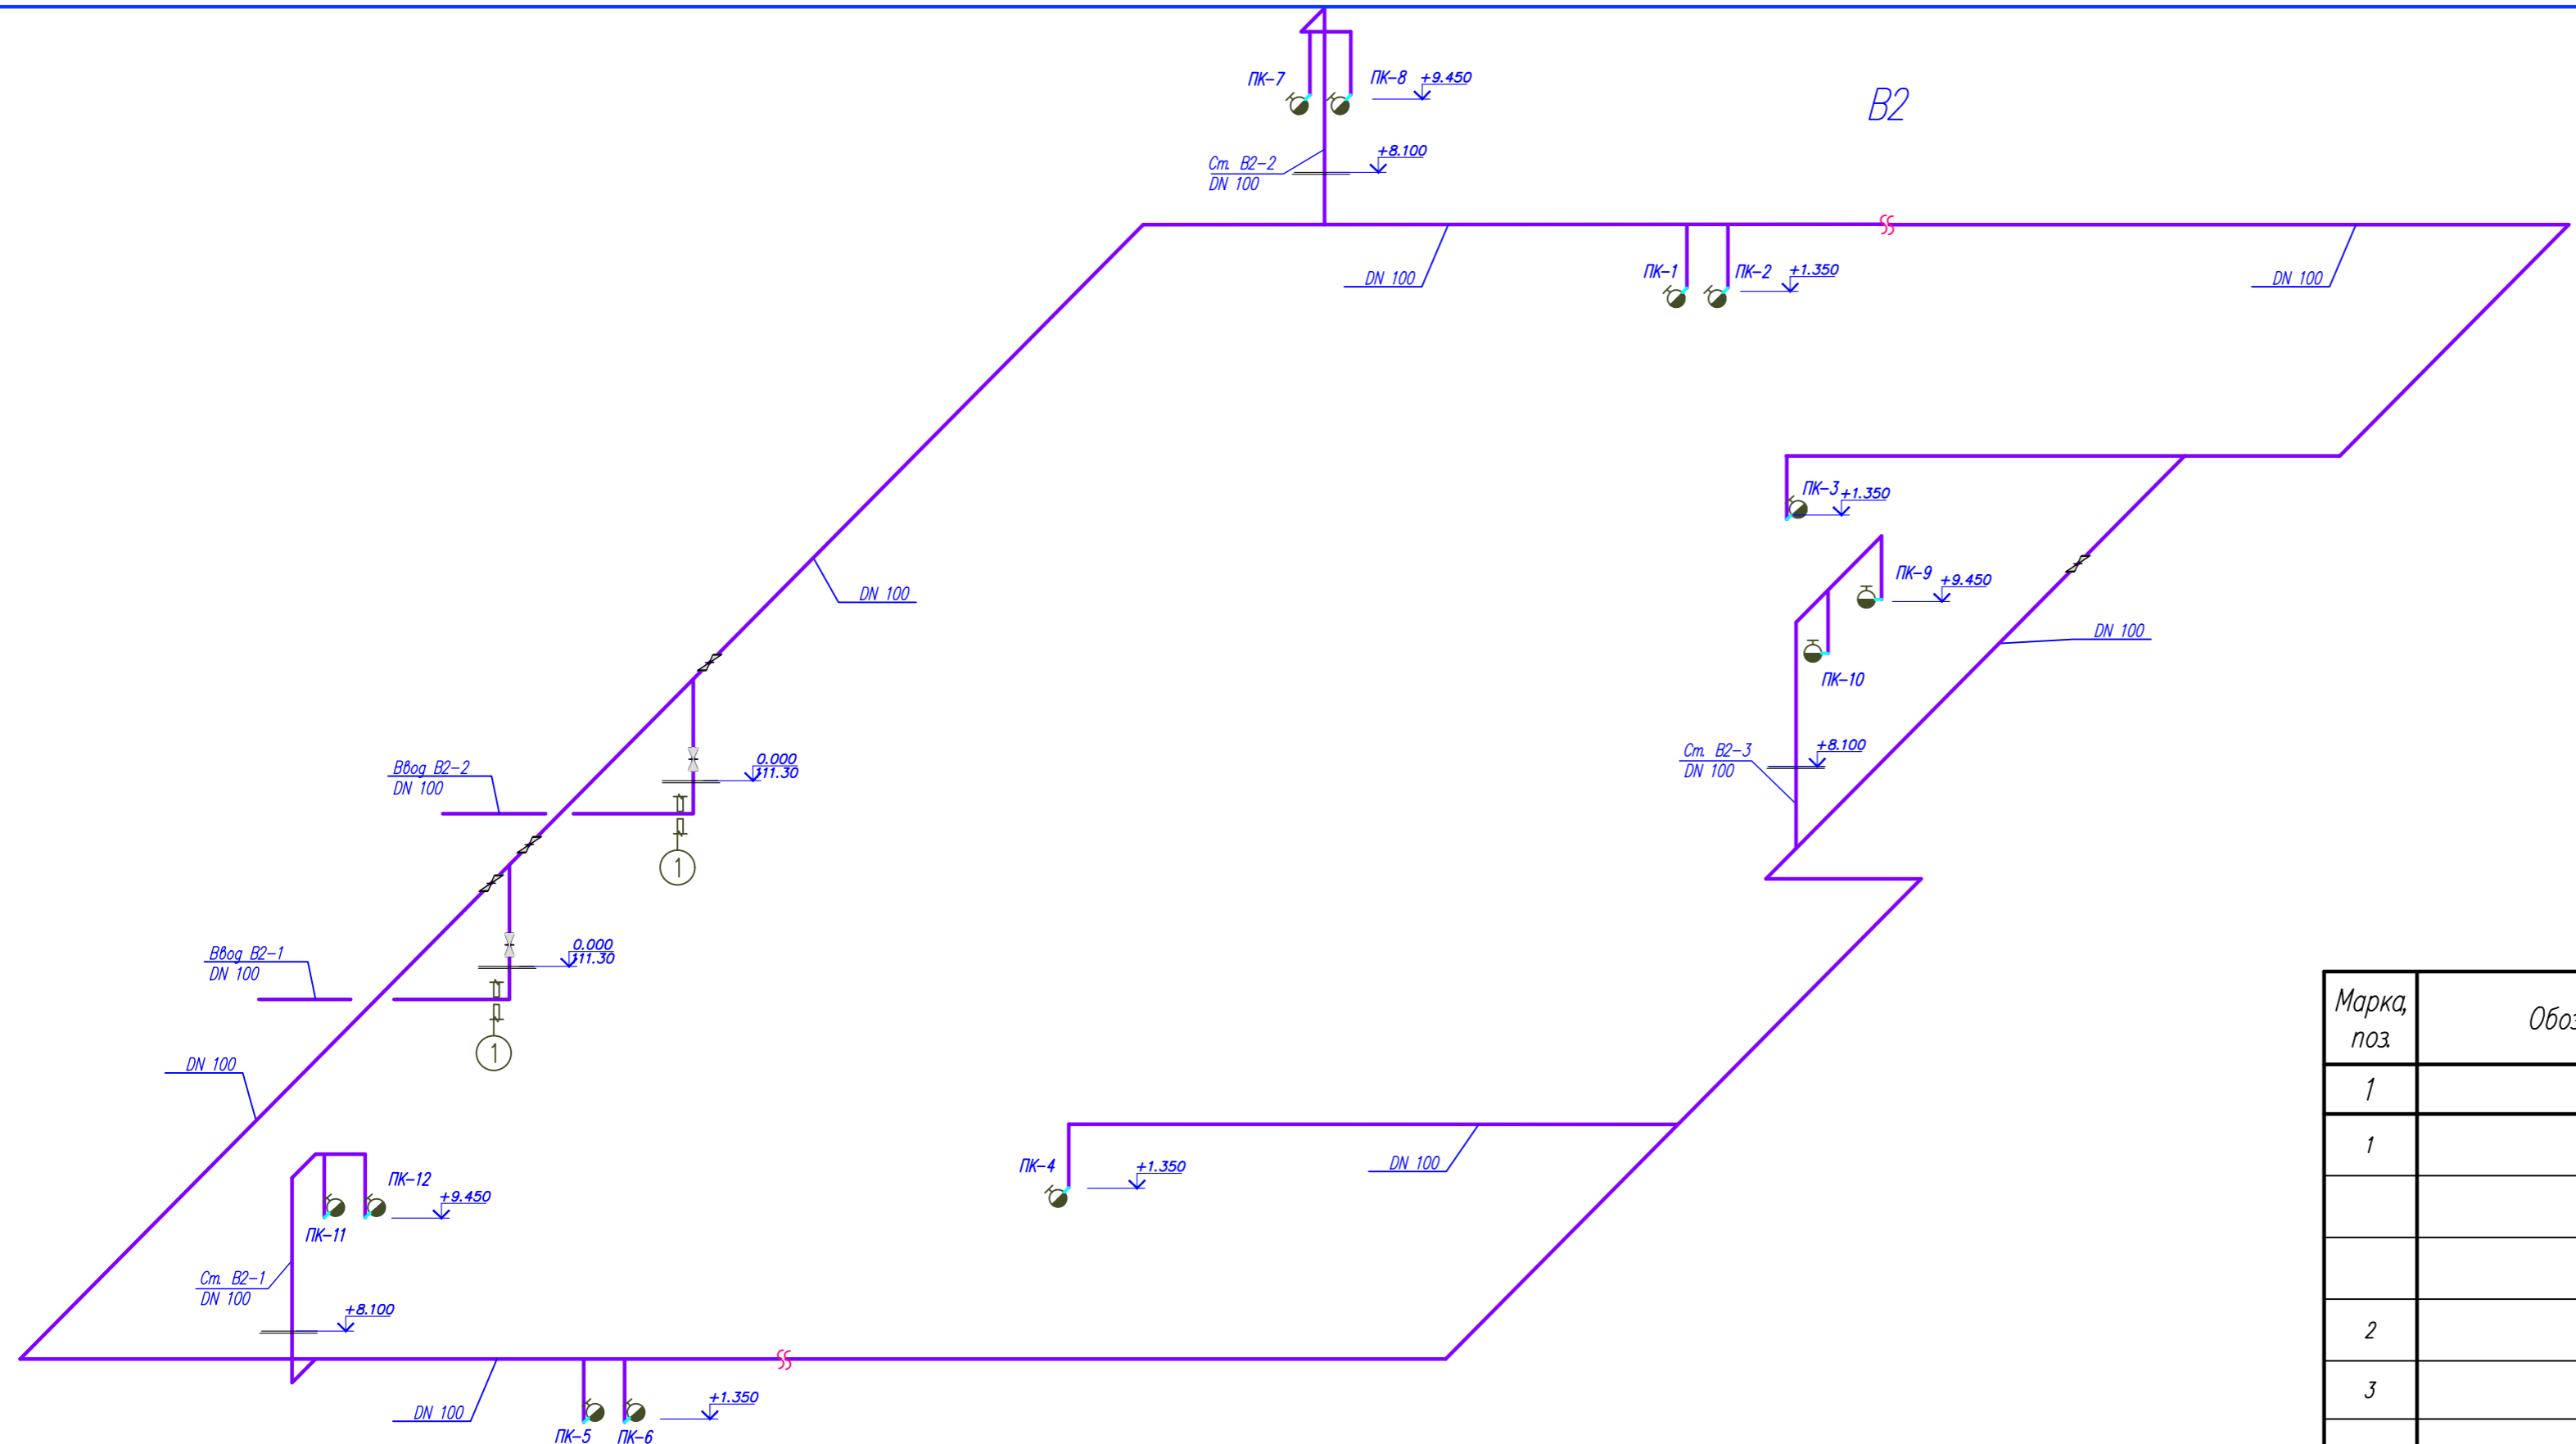 ПК-7
ПК-8
+9.450
В2
Ст. В2-2
DN 100
+8.100
DN 100
ПК-1
ПК-2
+1.350
DN 100
ПК-3
+1.350
ПК-9
+9.450
DN 100
DN 100
ПК-10
Ст. В2-3
DN 100
+8.100
Ввод В2-2
DN 100
0.000
111.30
1
Ввод В2-1
DN 100
0.000
111.30
1
DN 100
ПК-4
+1.350
DN 100
ПК-12
+9.450
ПК-11
Ст. В2-1
DN 100
+8.100
DN 100
ПК-5
ПК-6
+1.350
Марка,
поз.
Обоз
1
1
2
3